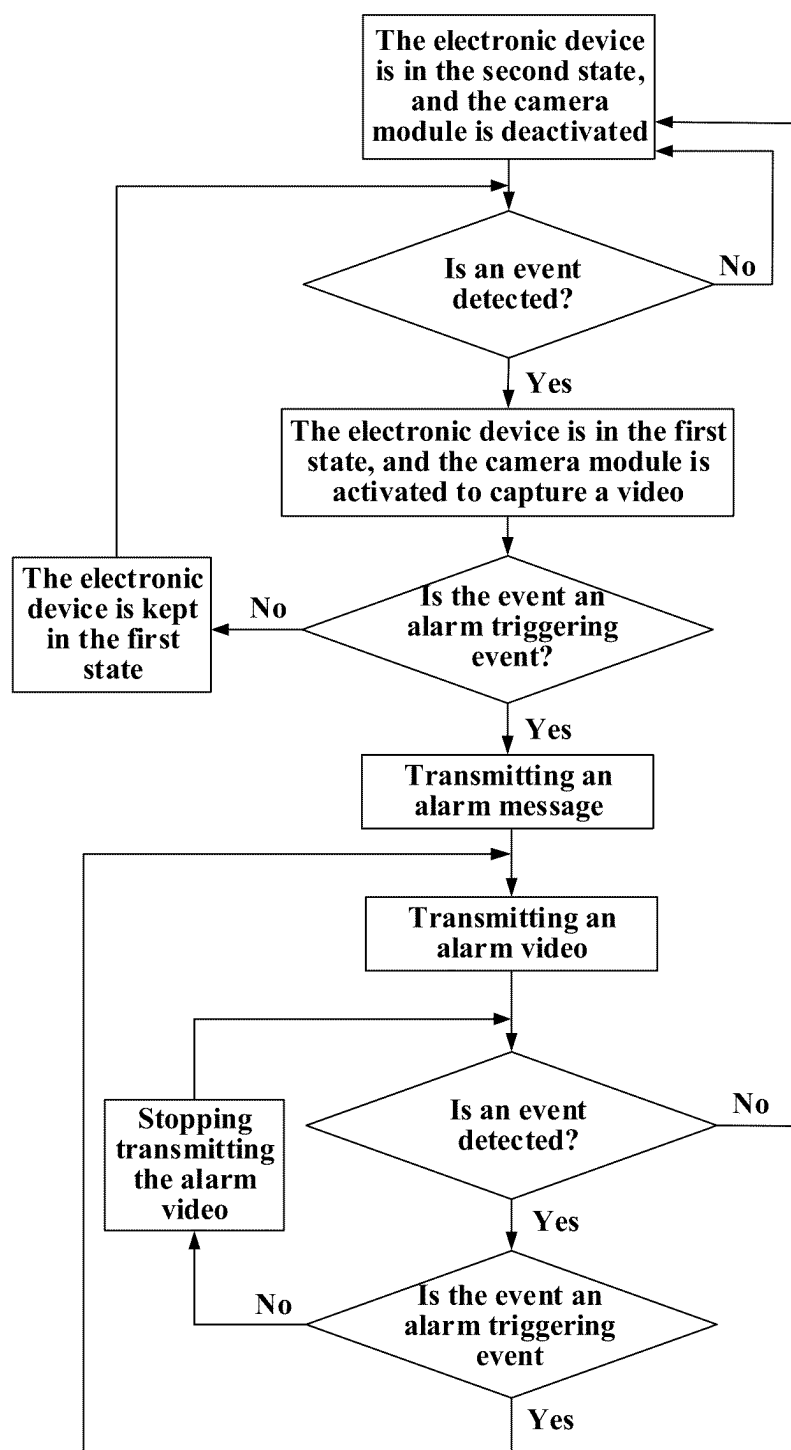 The electronic device
is in the second state,
and the camera
module is deactivated
Is an event
detected?
No
Yes
The electronic device is in the first
state, and the camera module is
activated to capture a video
The electronic
device is kept
in the first
state
No
Is the event an
alarm triggering
event?
Yes
Transmitting an
alarm message
Transmitting an
alarm video
Is an event
detected?
No
Stopping
transmitting
the alarm
video
Yes
No
Is the event an
alarm triggering
event
Yes